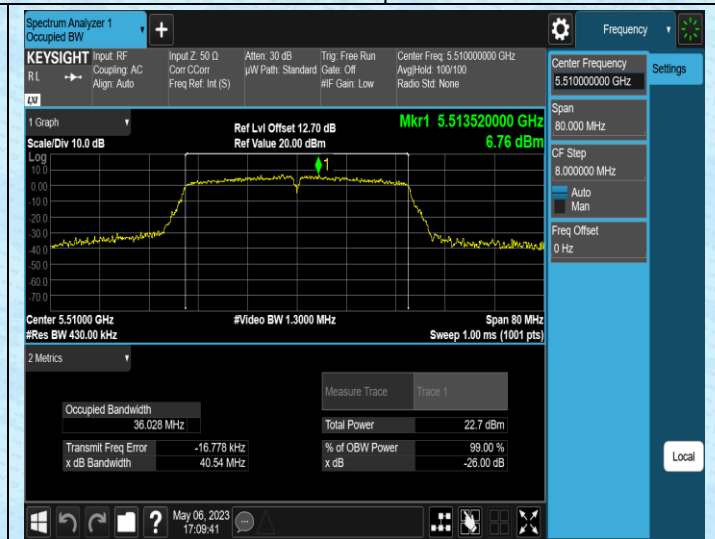 Spectrum Analyzer 1
Occupied BW
Frequency
KEYSIGHT
R L
LXI
Input: RF
Coupling: AC
Align: Auto
Input Z: 50 Ω
Corr CCorr
Freq Ref: Int (S)
Atten: 30 dB
µW Path: Standard
Trig: Free Run
Gate: Off
#IF Gain: Low
Center Freq: 5.510000000 GHz
Avg|Hold: 100/100
Radio Std: None
Center Frequency
5.510000000 GHz
Settings
Span
80.000 MHz
CF Step
8.000000 MHz
Auto
Man
Freq Offset
0 Hz
1 Graph
Scale/Div 10.0 dB
Ref Lvl Offset 12.70 dB
Ref Value 20.00 dBm
Mkr1 5.513520000 GHz
6.76 dBm
Log
1
10.0
0.00
-10.0
-20.0
-30.0
-40.0
-50.0
-60.0
-70.0
Center 5.51000 GHz
#Res BW 430.00 kHz
#Video BW 1.3000 MHz
Span 80 MHz
Sweep 1.00 ms (1001 pts)
2 Metrics
Measure Trace
Trace 1
Occupied Bandwidth
36.028 MHz
Total Power
22.7 dBm
Transmit Freq Error
-16.778 kHz
% of OBW Power
99.00 %
x dB Bandwidth
40.54 MHz
x dB
-26.00 dB
Local
?
May 06, 2023
17:09:41